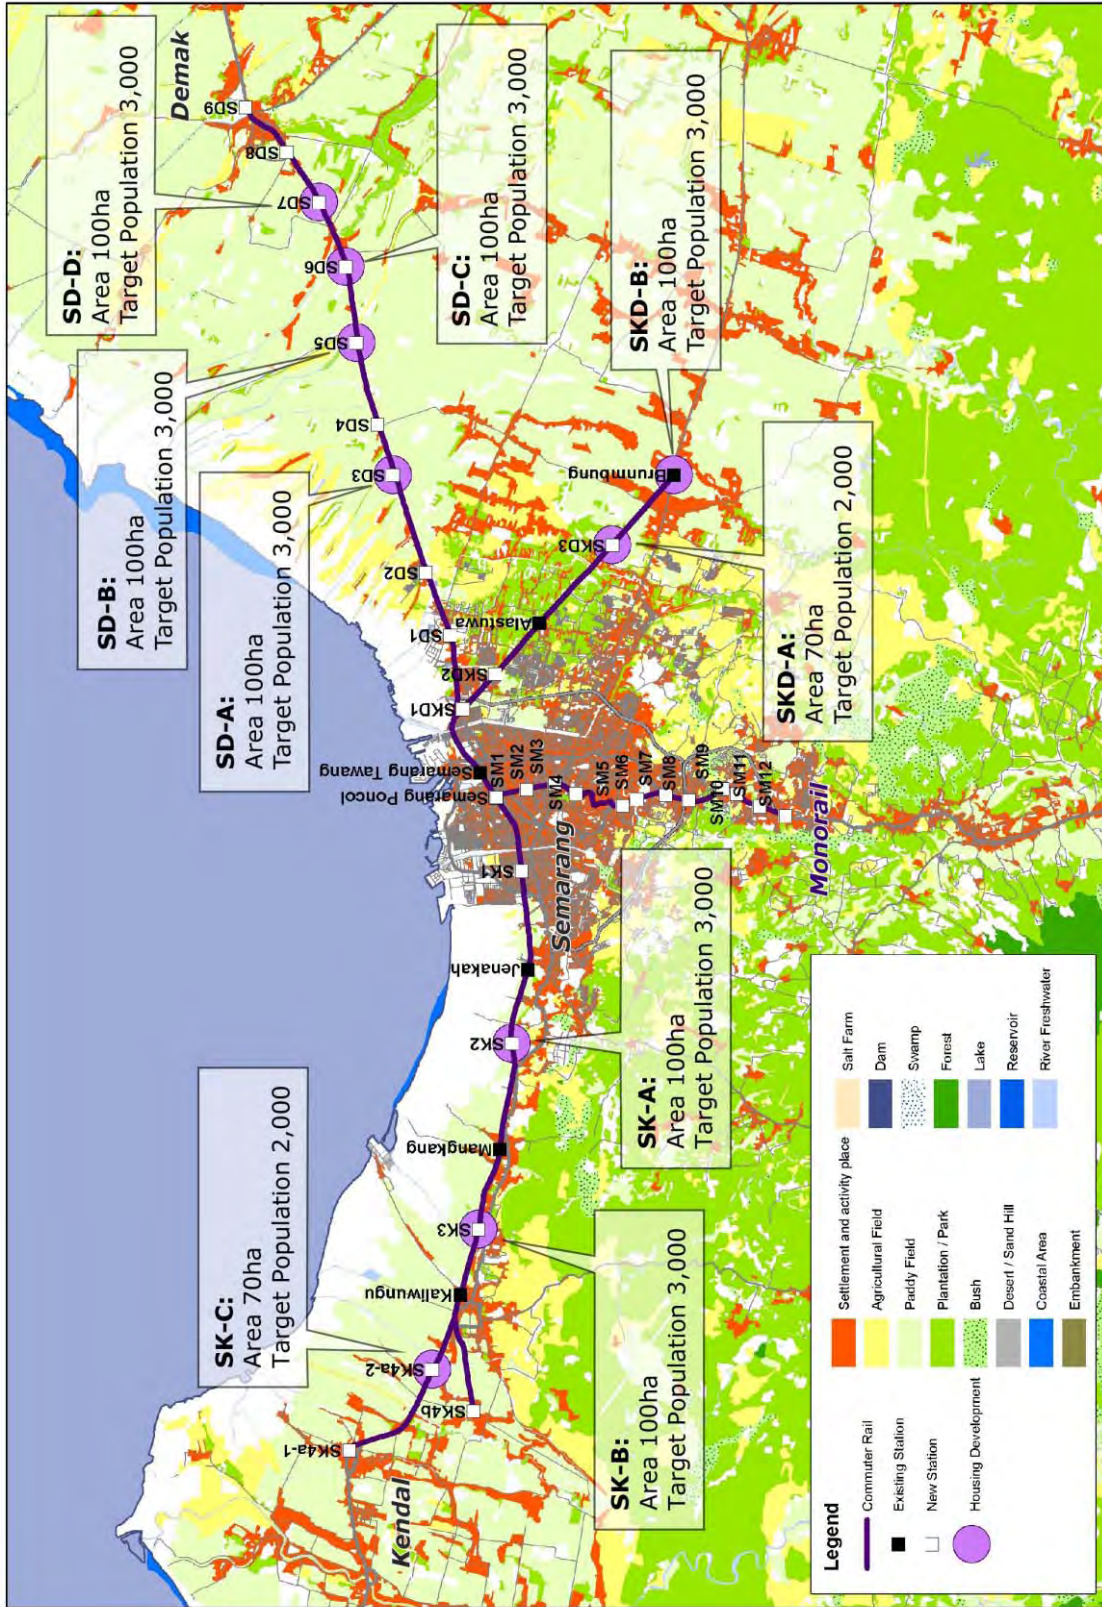 SK-C:
Area 70ha
Target Population 2,000
SD-A:
Area 100ha
Target Population 3,000
SD-B:
Area 100ha
Target Population 3,000
SD-D:
Area 100ha
Target Population 3,000
Demak
SD9
SD8
SD7
SD6
SD5
SD4
SD3
SD2
SD1
SKD1
SKD2
Alastuwa
SKD3
Brunmbung
SD-C:
Area 100ha
Target Population 3,000
SKD-B:
Area 100ha
Target Population 3,000
SKD-A:
Area 70ha
Target Population 2,000
Semarang Tawang
Semarang Poncol
SM1
SM2
SM3
SM4
SM5
SM6
SM7
SM8
SM9
SM10
SM11
SM12
Monorail
Semarang
SK1
Jenakah
SK2
Mangkang
SK3
Kaliwungu
SK4a-2
SK4b
SK4a-1
Kendal
SK-B:
Area 100ha
Target Population 3,000
SK-A:
Area 100ha
Target Population 3,000
Legend
Commuter Rail
Existing Station
New Station
Housing Development
Settlement and activity place
Agricultural Field
Paddy Field
Plantation / Park
Bush
Desert / Sand Hill
Coastal Area
Embankment
Salt Farm
Dam
Swamp
Forest
Lake
Reservoir
River Freshwater